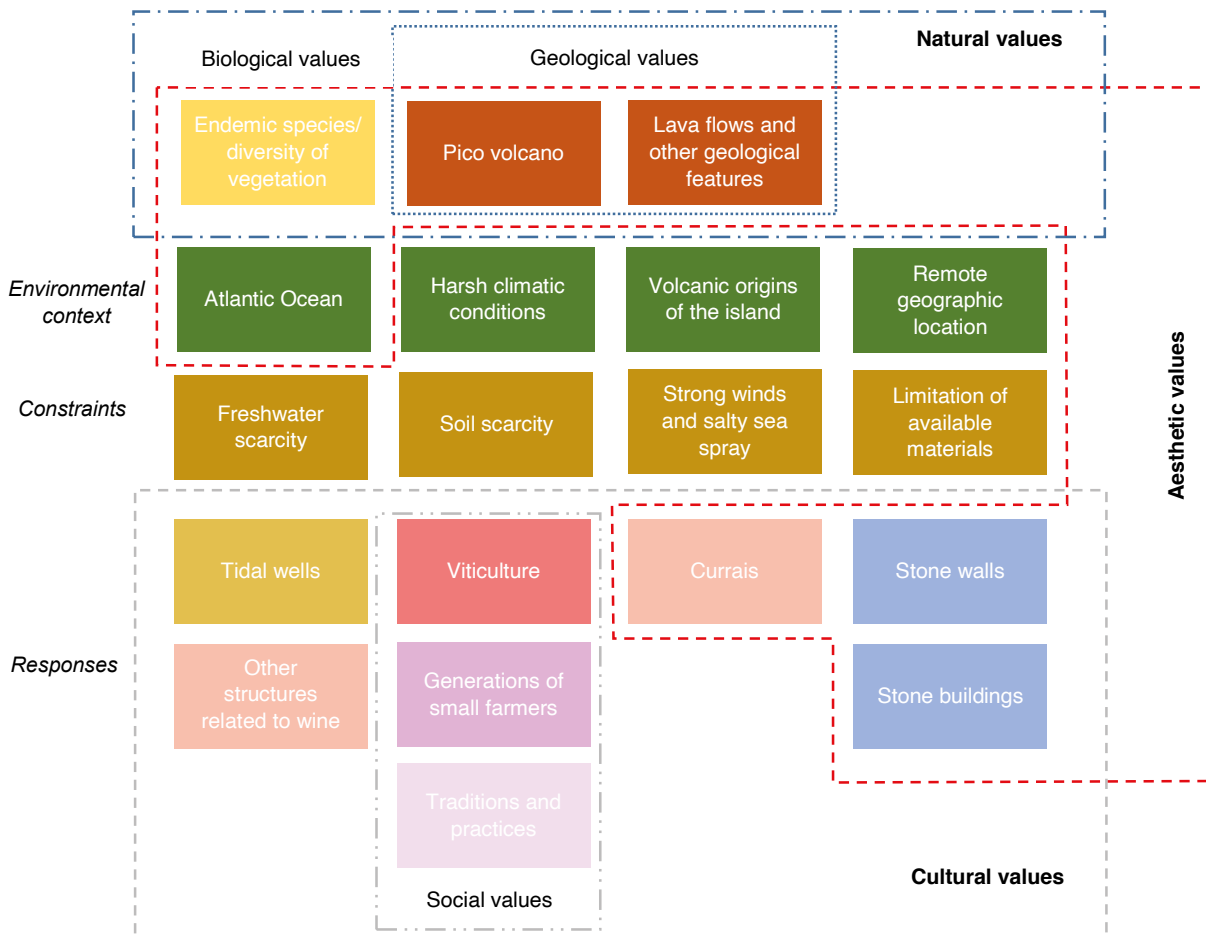 Natural values
Biological values
Geological values
Endemic species/
diversity of
vegetation
Pico volcano
Lava flows and
other geological
features
Environmental
context
Atlantic Ocean
Harsh climatic
conditions
Volcanic origins
of the island
Remote
geographic
location
Aesthetic values
Constraints
Freshwater
scarcity
Soil scarcity
Strong winds
and salty sea
spray
Limitation of
available
materials
Responses
Tidal wells
Viticulture
Currais
Stone walls
Other
structures
related to wine
Generations of
small farmers
Stone buildings
Traditions and
practices
Social values
Cultural values